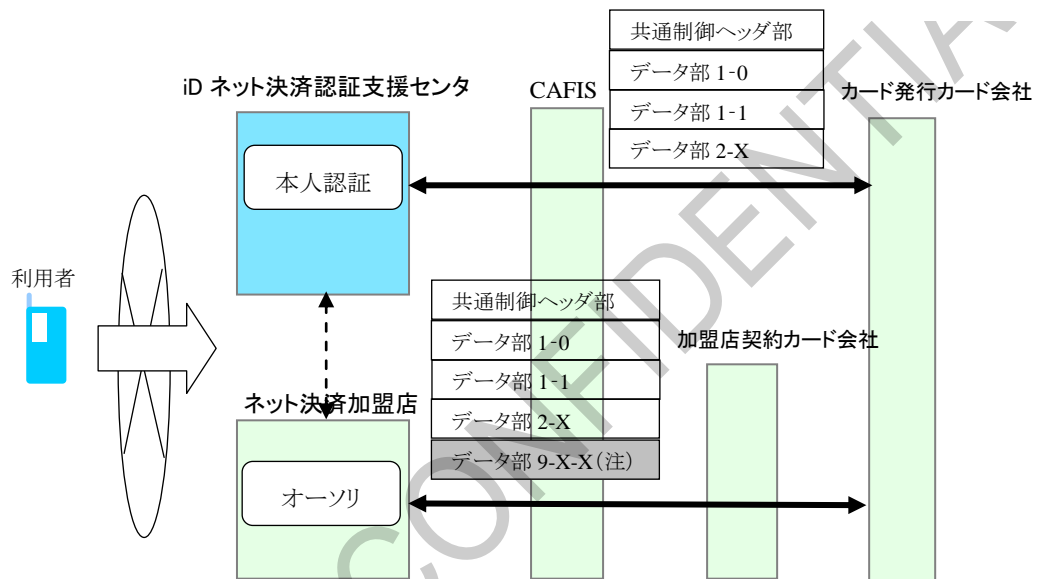 共通制御ヘッダ部
データ部 1-0
データ部 1-1
データ部 2-X
iD ネット決済認証支援センタ
CAFIS
カード発行カード会社
本人認証
利用者
共通制御ヘッダ部
データ部 1-0
データ部 1-1
データ部 2-X
データ部 9-X-X（注）
加盟店契約カード会社
ネット決済加盟店
オーソリ
CONFIDENTIA